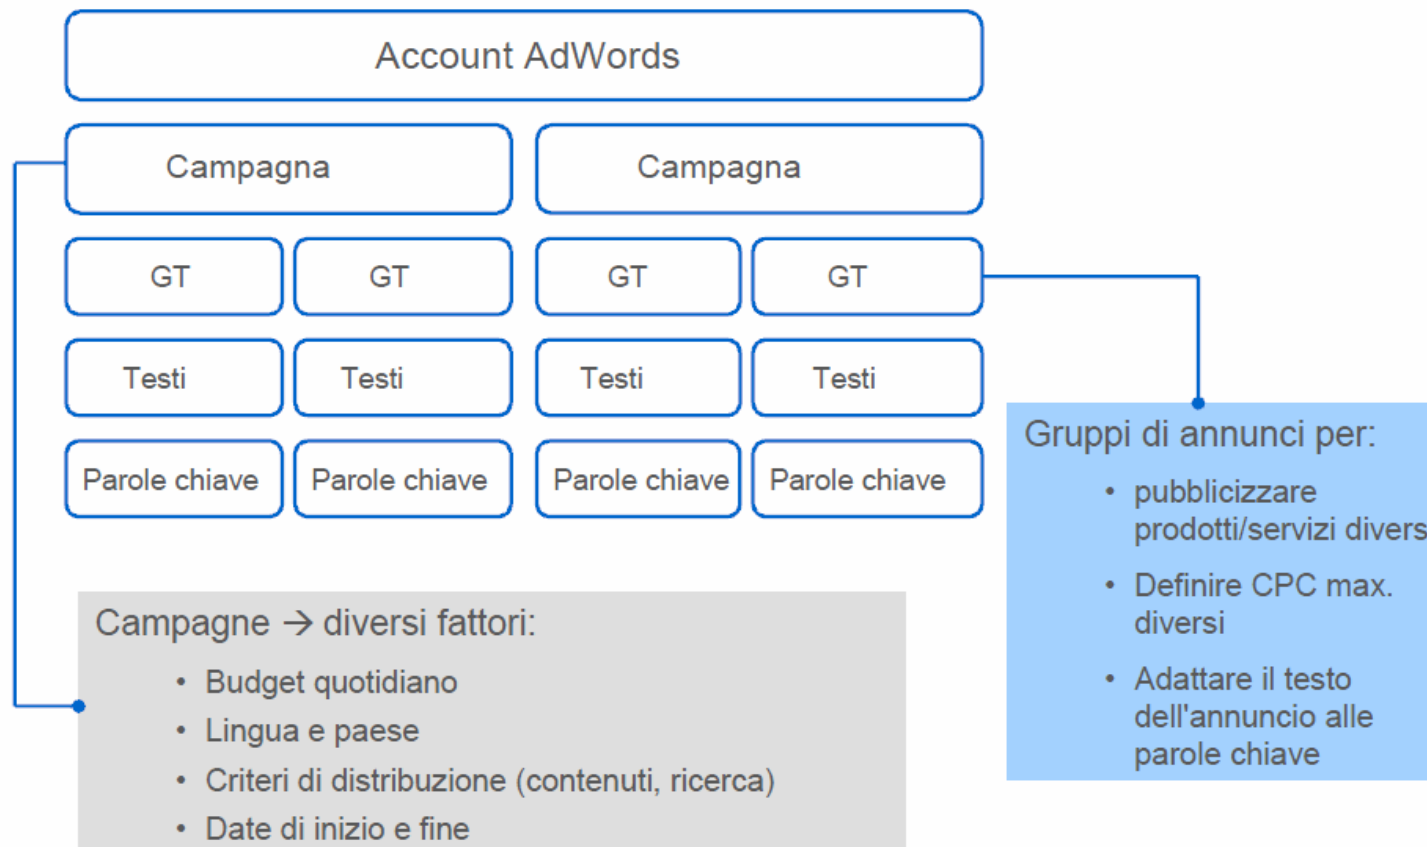 Account AdWords
Campagna Campagna
GT GT GT GT
Testi Testi Testi Testi
Parole chiave Parole chiave Parole chiave Parole chiave
Gruppi di annunci per:
• pubblicizzare
prodotti/servizi divers
• Definire CPC max.
diversi
• Adattare il testo
dell'annuncio alle
parole chiave
Campagne → diversi fattori:
• Budget quotidiano
• Lingua e paese
• Criteri di distribuzione (contenuti, ricerca)
• Date di inizio e fine